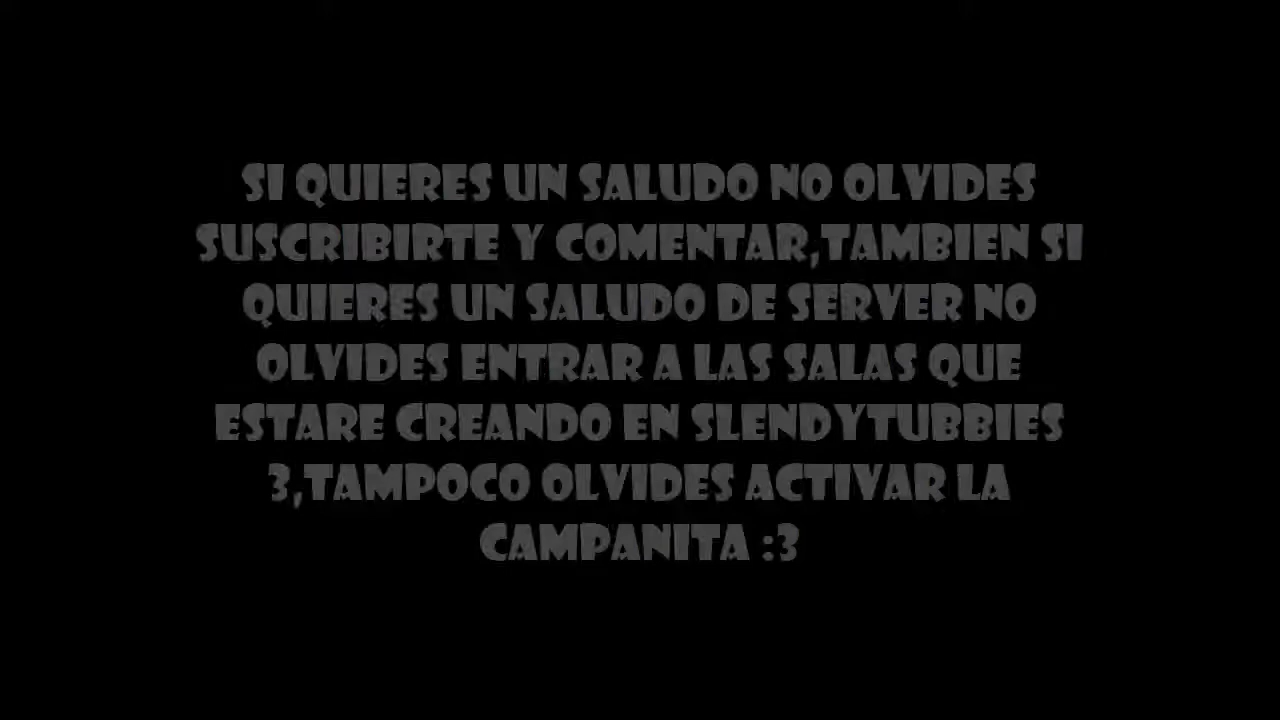 SI QUIERES UN SALUDO NO OLVIDES
SUSCRIBIRTE Y COMENTAR,TAMBIEN SI
QUIERES UN SALUDO DE SERVER NO
OLVIDES ENTRAR A LAS SALAS QUE
ESTARE CREANDO EN SLENDYTUBBIES
3,TAMPOCO OLVIDES ACTIVAR LA
CAMPANITA :3